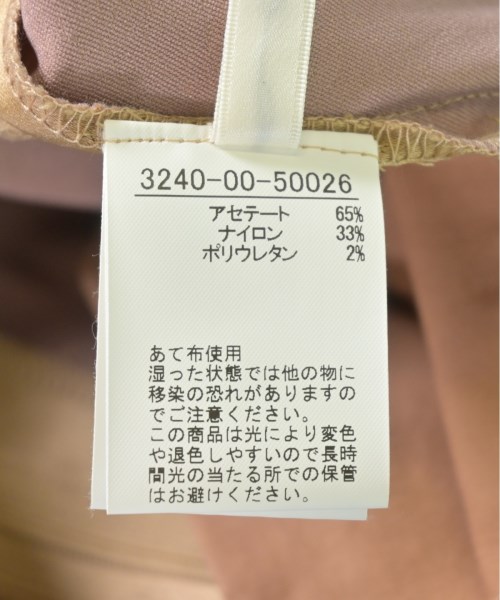 3240-00-50026
アセテート 65%
ナイロン 33%
ポリウレタン 2%
あて布使用
湿った状態では他の物に
移染の恐れがありますの
でご注意ください。
この商品は光により変色
や退色しやすいので長時
間光の当たる所での保管
はお避けください。